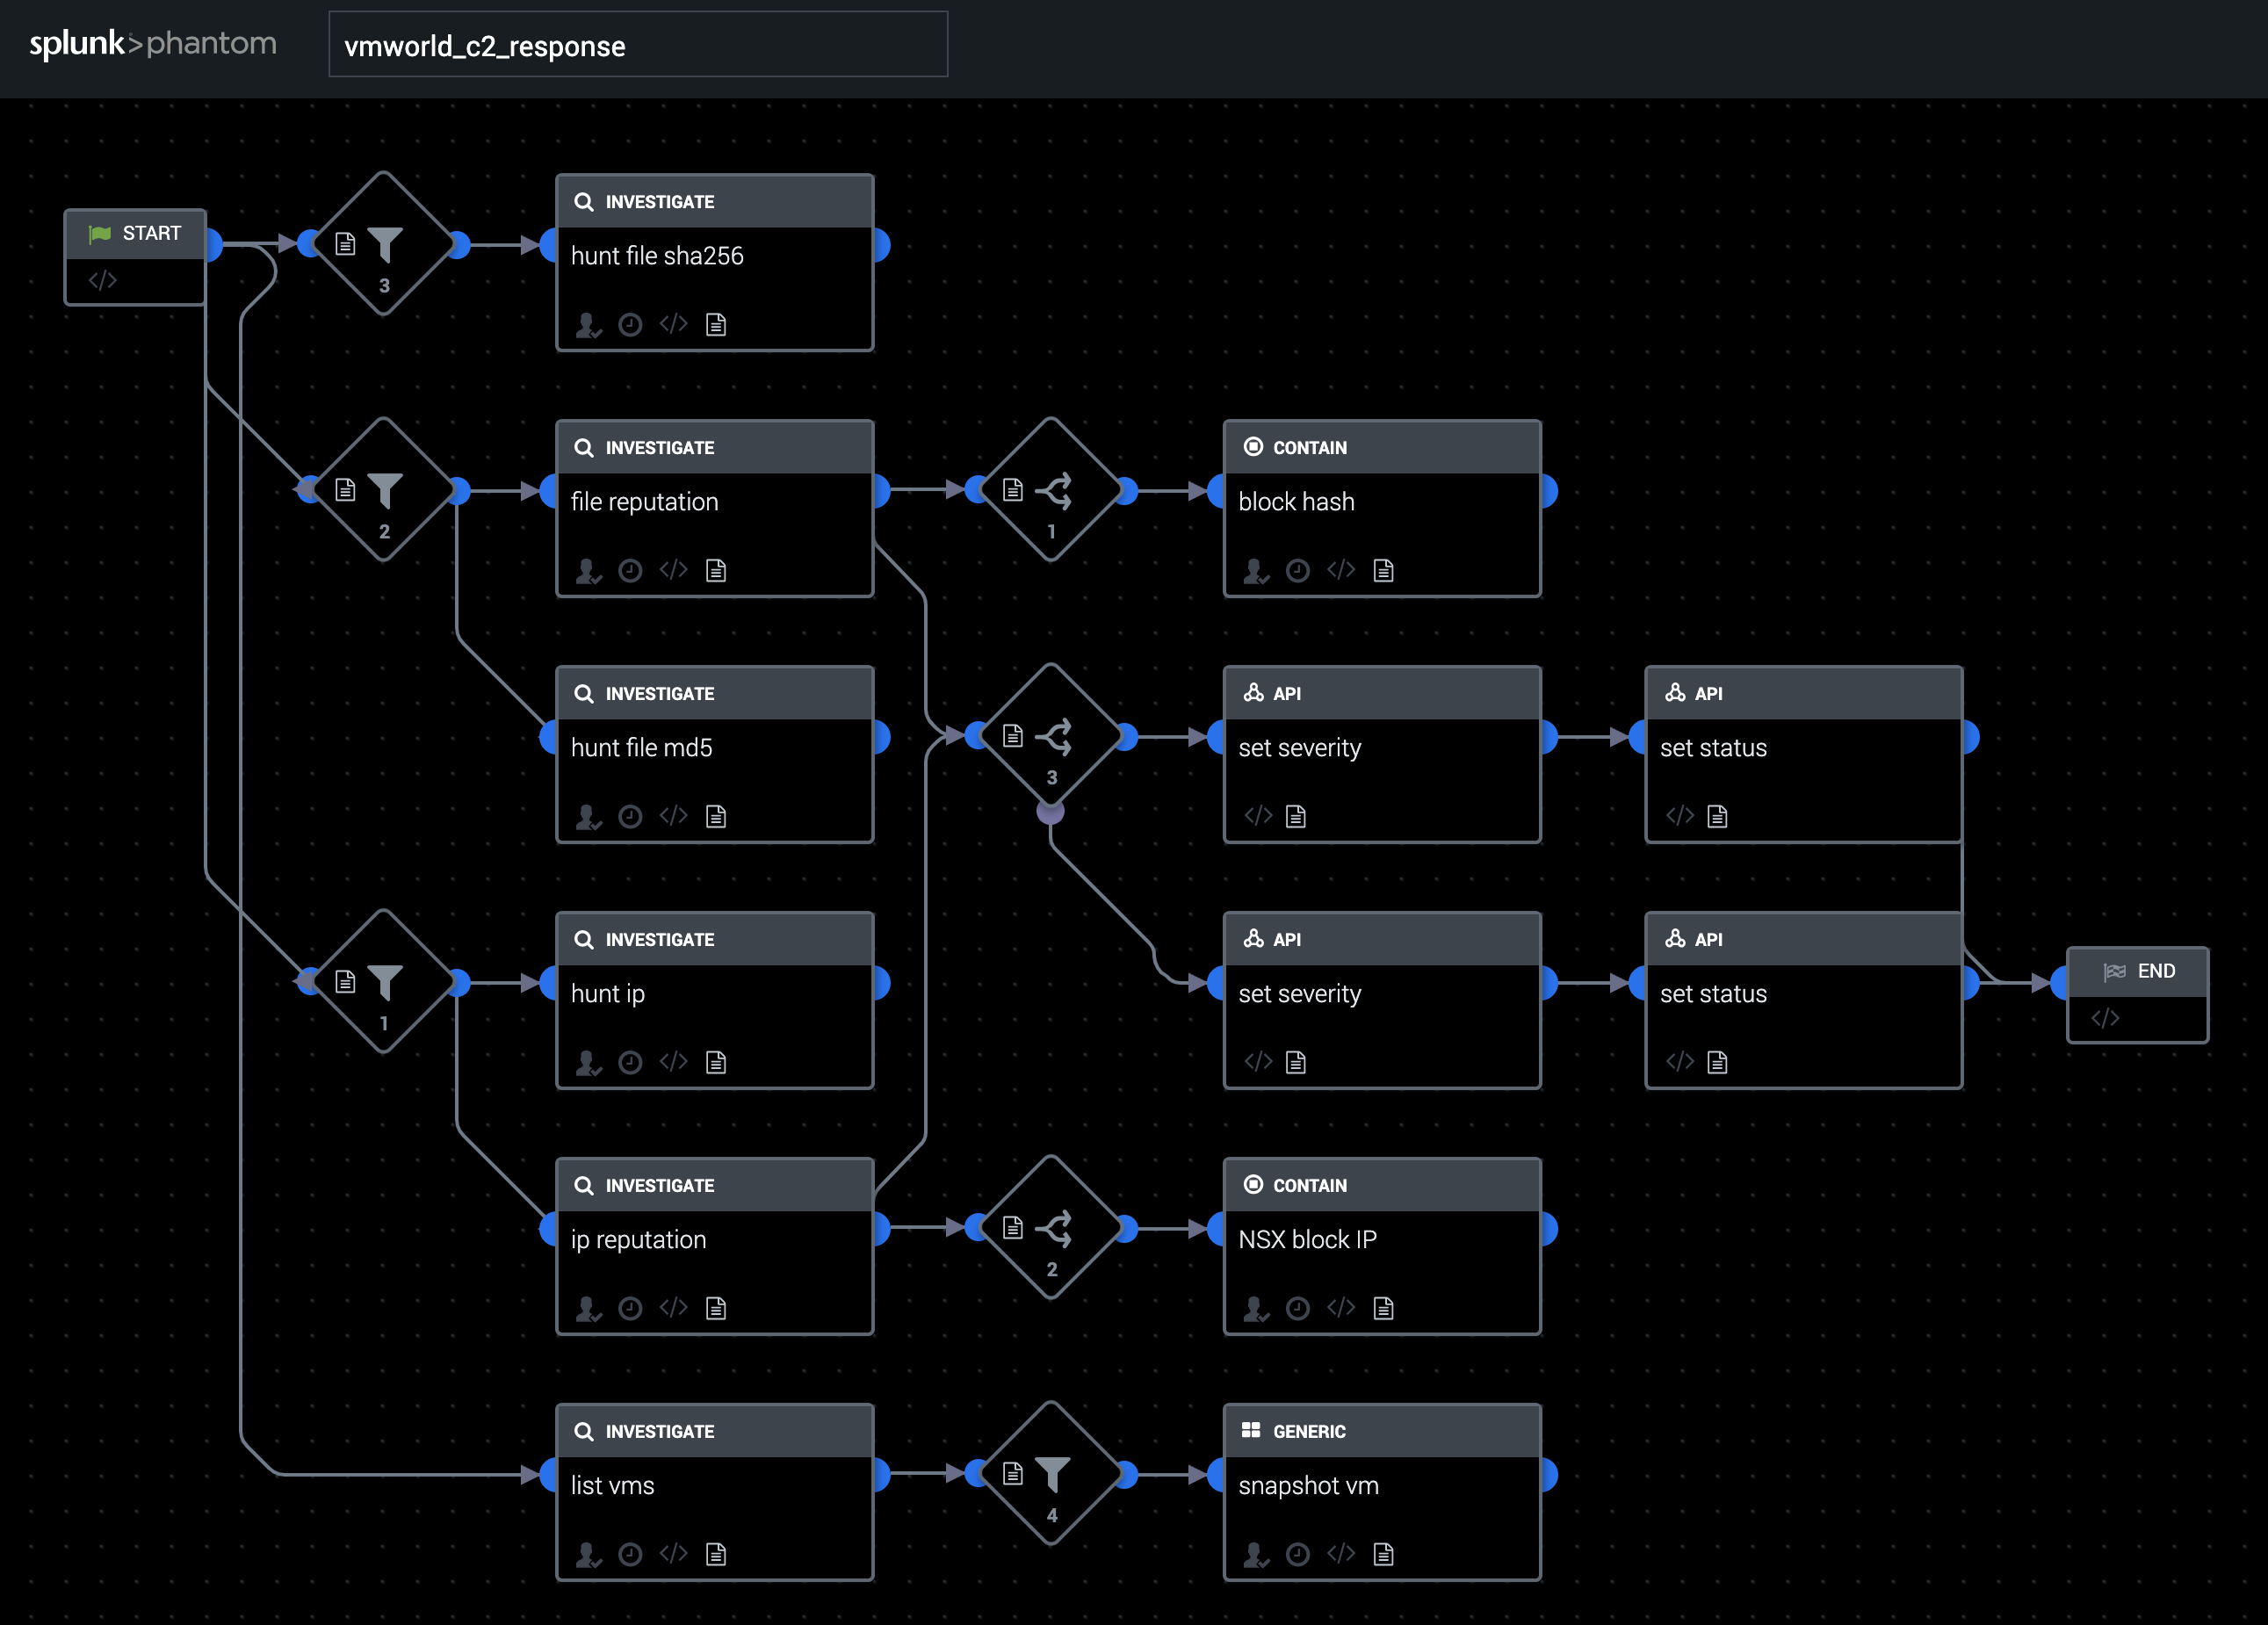 splunk>phantom
vmworld_c2_response
START
</>
3
INVESTIGATE
hunt file sha256
</>
2
INVESTIGATE
file reputation
</>
1
CONTAIN
block hash
</>
INVESTIGATE
hunt file md5
</>
3
API
set severity
</>
API
set status
</>
1
INVESTIGATE
hunt ip
</>
API
set severity
</>
API
set status
</>
END
</>
INVESTIGATE
ip reputation
</>
2
CONTAIN
NSX block IP
</>
INVESTIGATE
list vms
</>
4
GENERIC
snapshot vm
</>